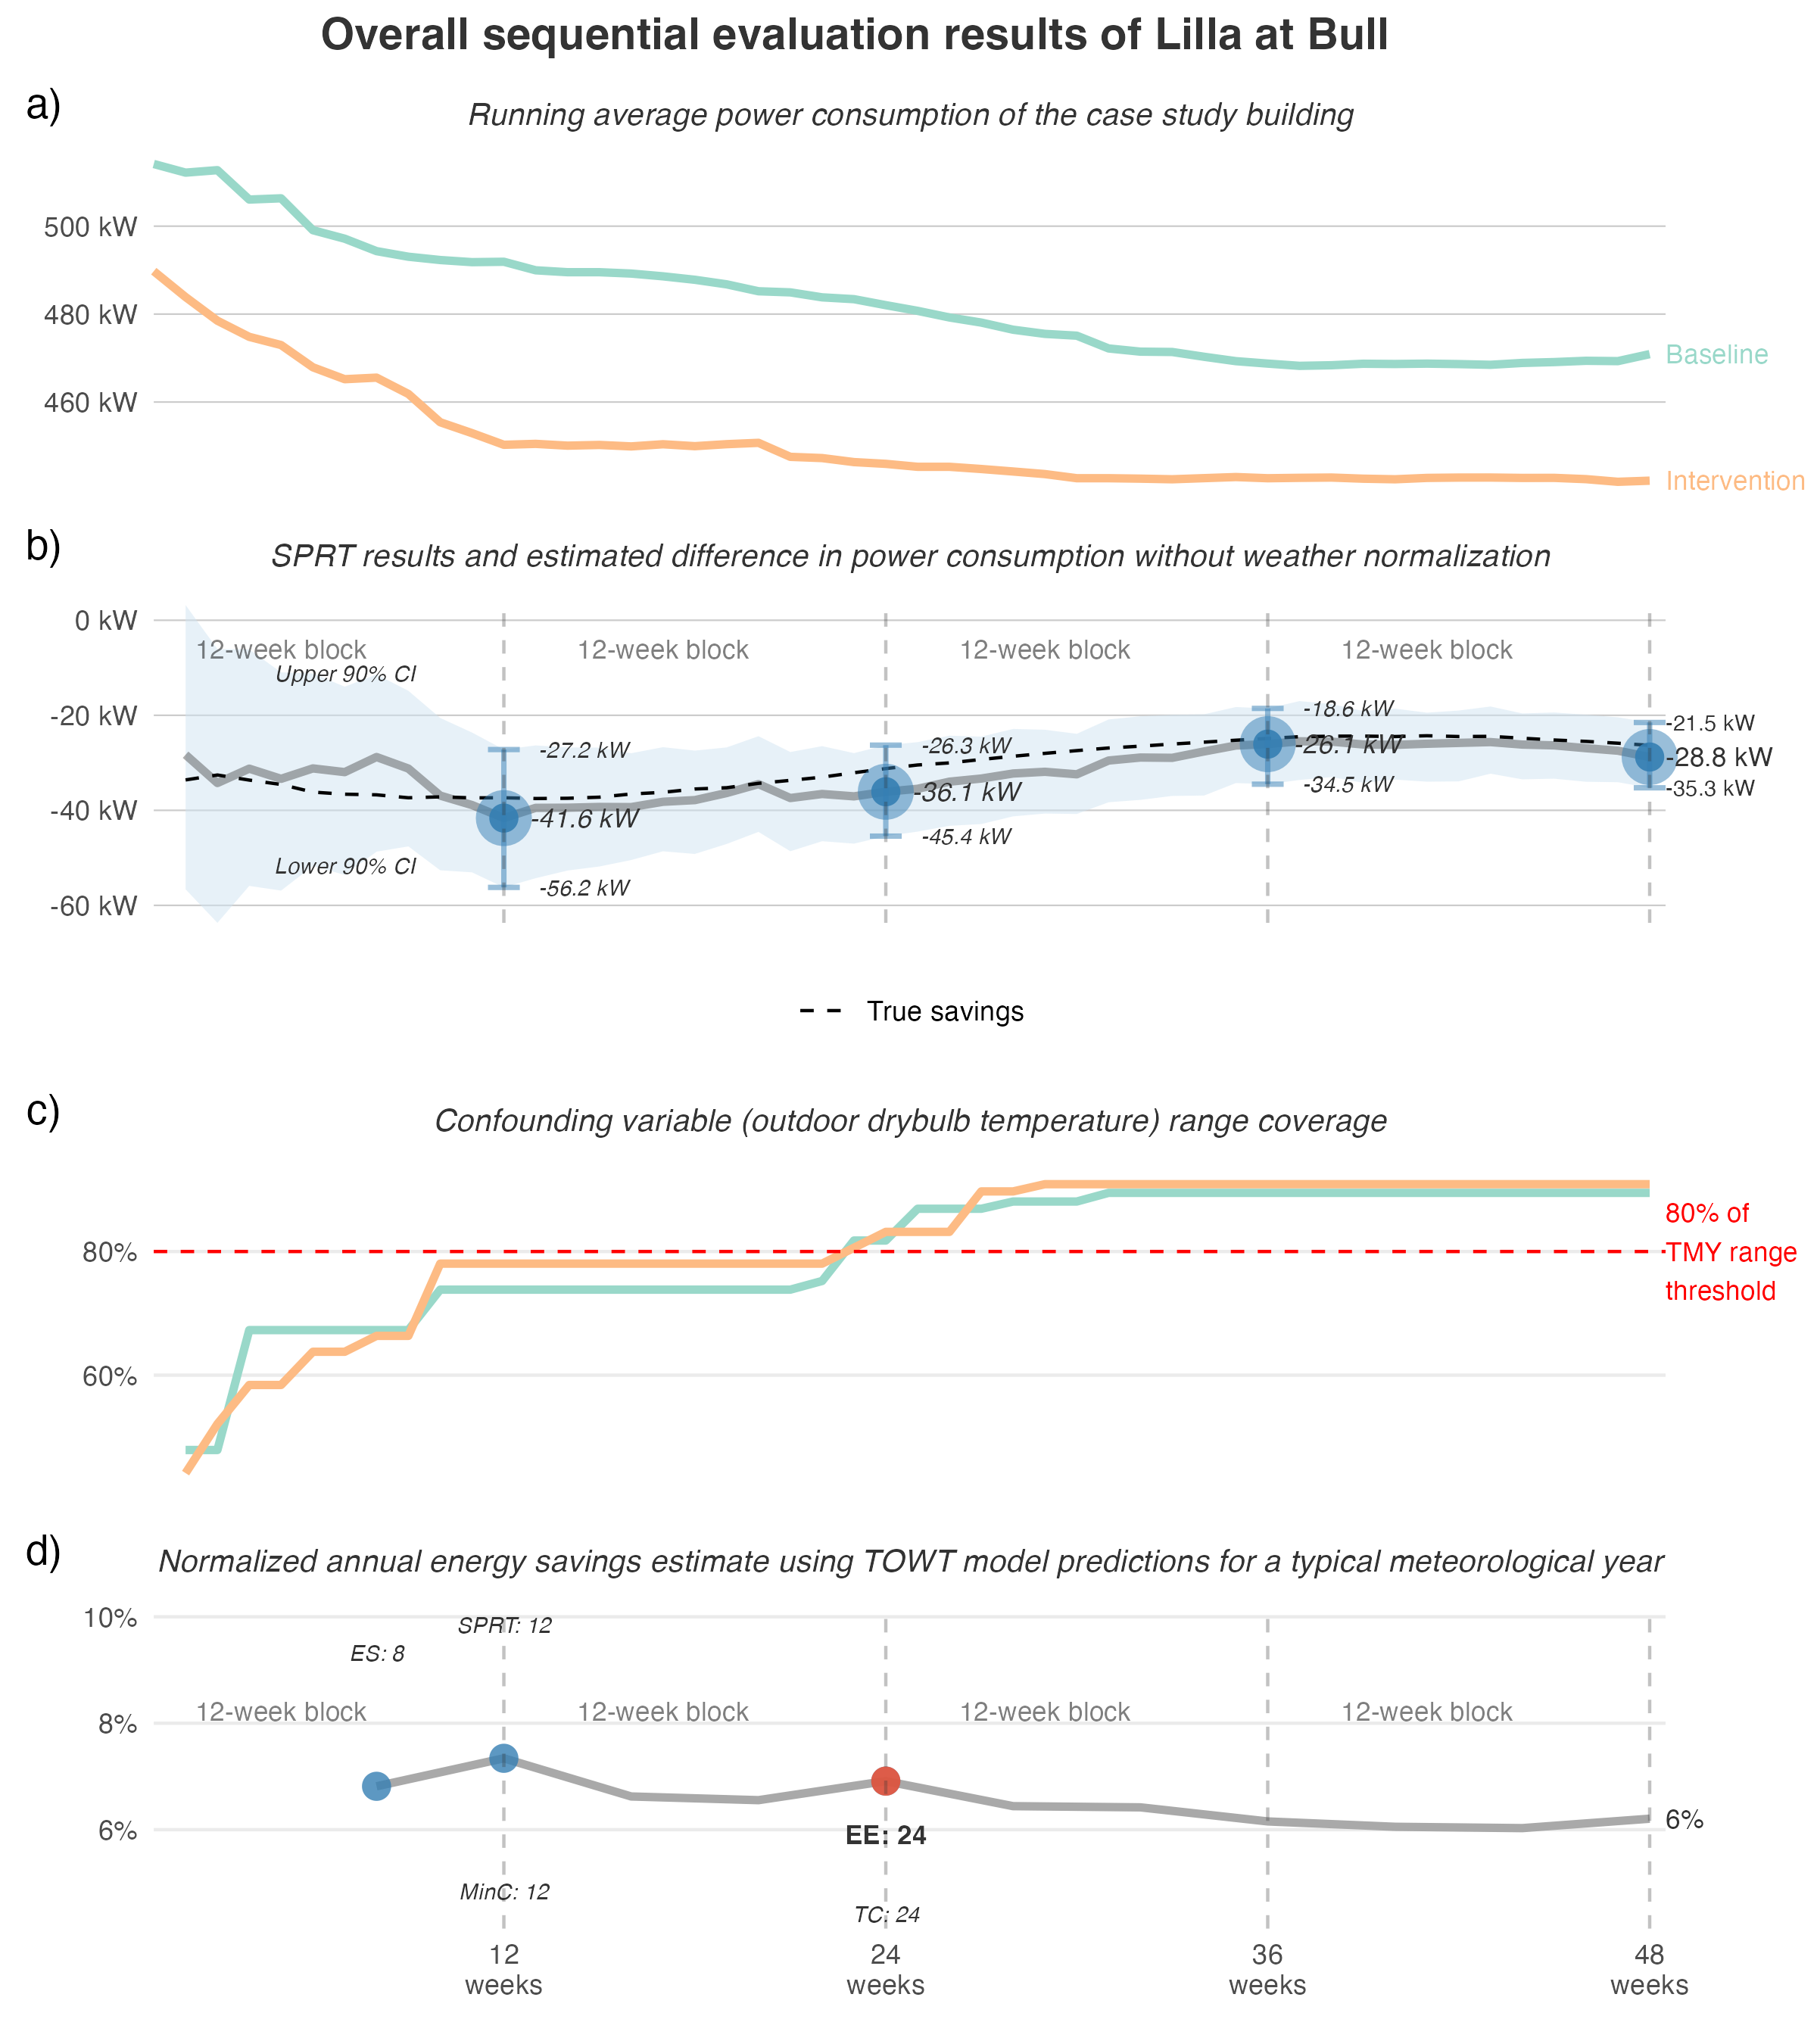 Overall sequential evaluation results of Lilla at Bull
a)
Running average power consumption of the case study building
500 kW
480 kW
460 kW
Baseline
Intervention
b)
SPRT results and estimated difference in power consumption without weather normalization
0 kW
-20 kW
-40 kW
-60 kW
12-week block
12-week block
12-week block
12-week block
Upper 90% CI
Lower 90% CI
-27.2 kW
-41.6 kW
-56.2 kW
-26.3 kW
-36.1 kW
-45.4 kW
-18.6 kW
-26.1 kW
-34.5 kW
-21.5 kW
-28.8 kW
-35.3 kW
True savings
c)
Confounding variable (outdoor drybulb temperature) range coverage
80%
60%
80% of
TMY range
threshold
d)
Normalized annual energy savings estimate using TOWT model predictions for a typical meteorological year
10%
8%
6%
SPRT: 12
ES: 8
12-week block
12-week block
12-week block
12-week block
EE: 24
6%
MinC: 12
TC: 24
12
weeks
24
weeks
36
weeks
48
weeks